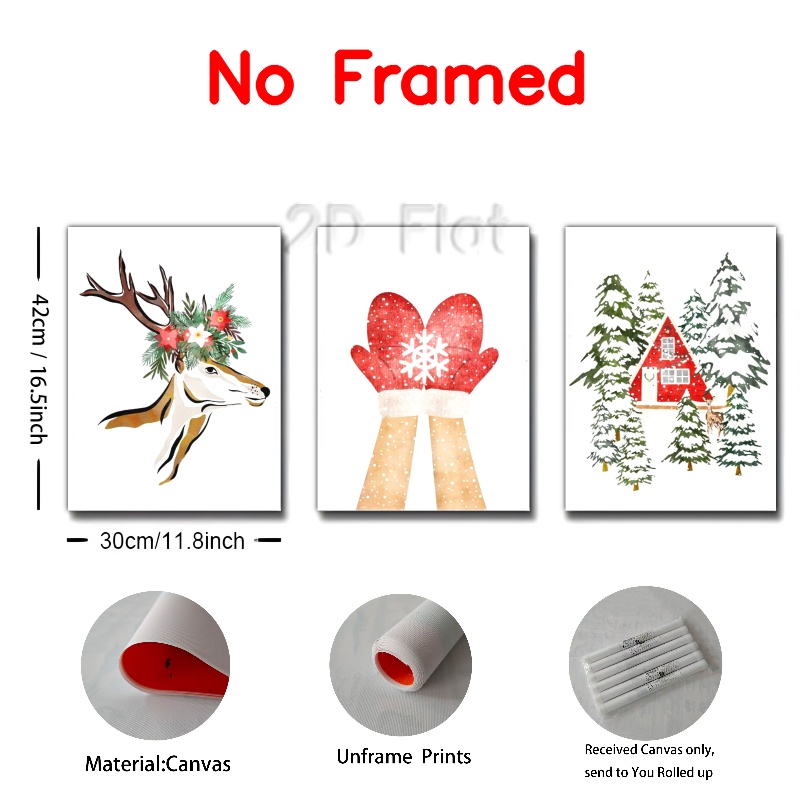 No Framed
2D Flat
42cm / 16.5inch
30cm/11.8inch
Material:Canvas
Unframe Prints
Received Canvas only,
send to You Rolled up